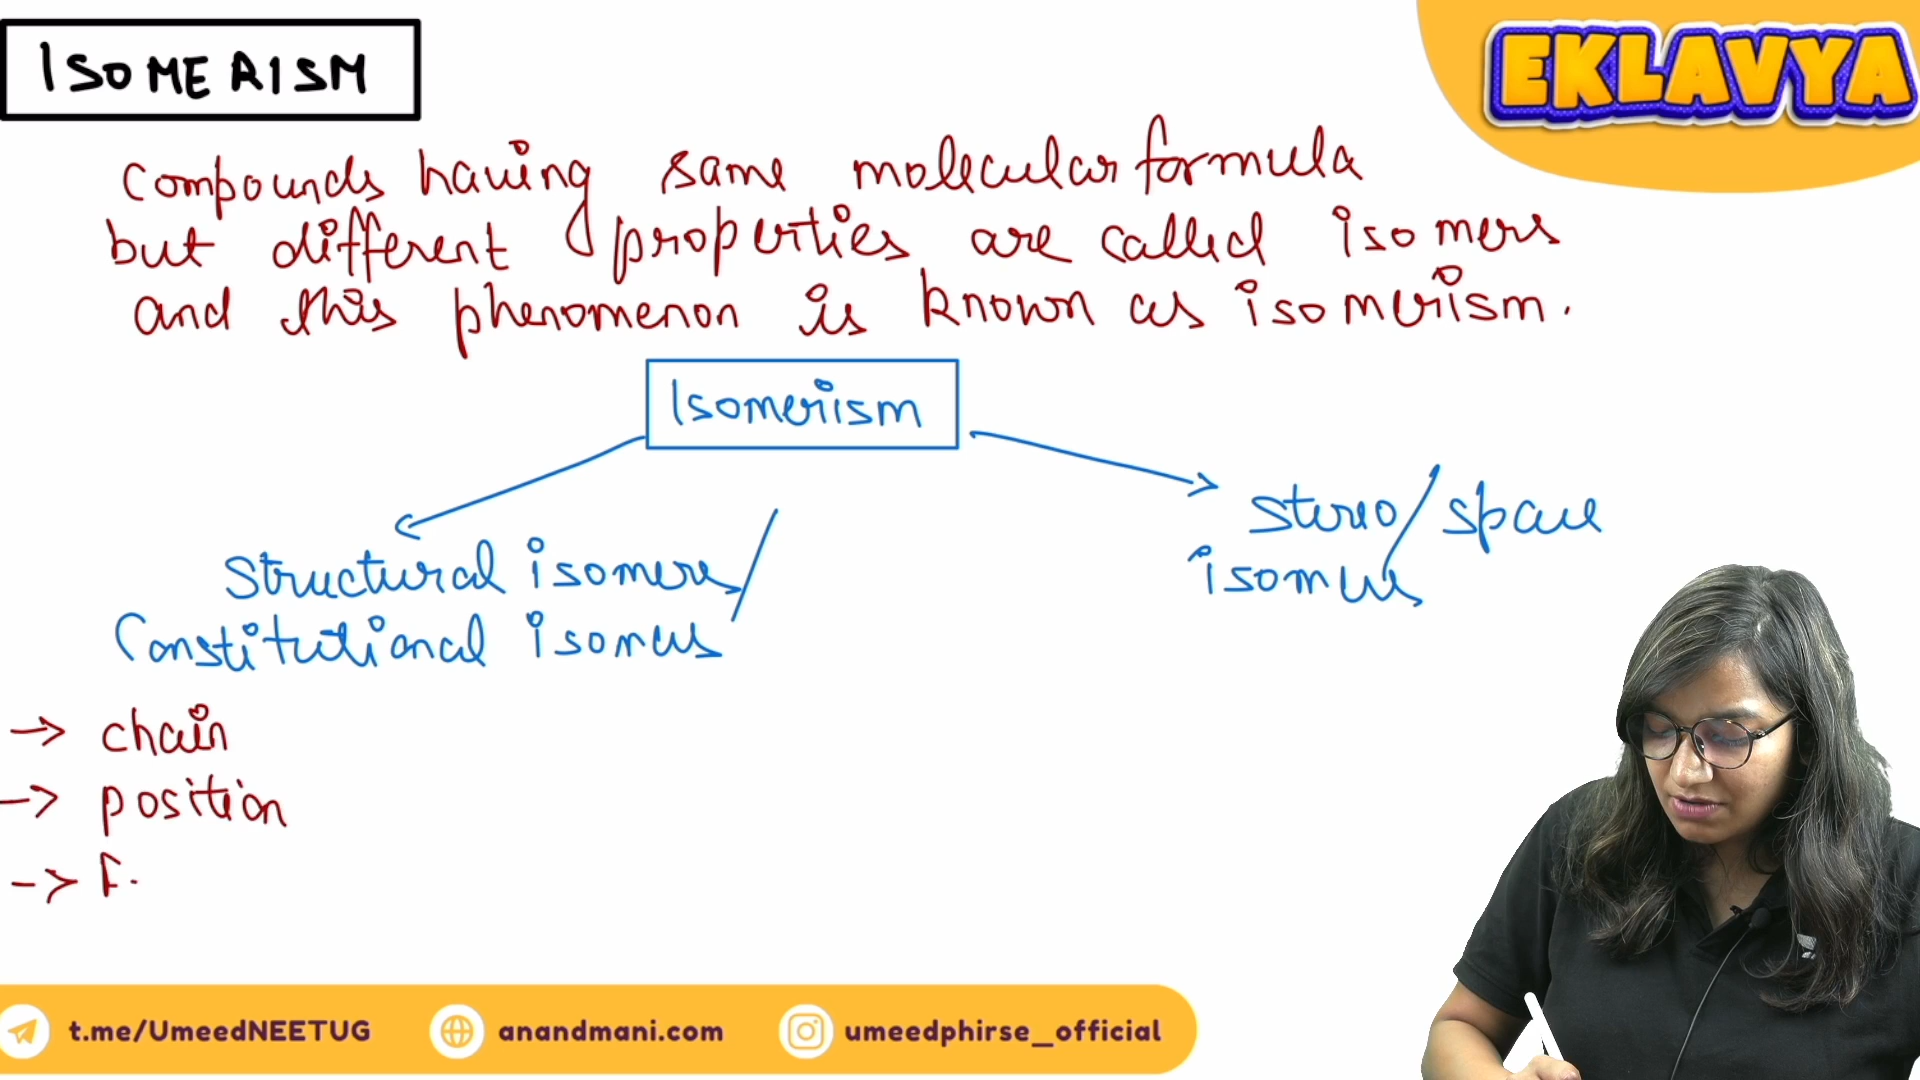 ISOMERISM
EKLAVYA
compounds having same molecular formula
but different properties are called isomers
and this phenomenon is known as isomerism.
Isomerism
Structural isomers/
Constitutional isomers
Stereo/space
isomers
→ chain
→ position
→ F.
t.me/UmeedNEETUG
anandmani.com
umeedphirse_official